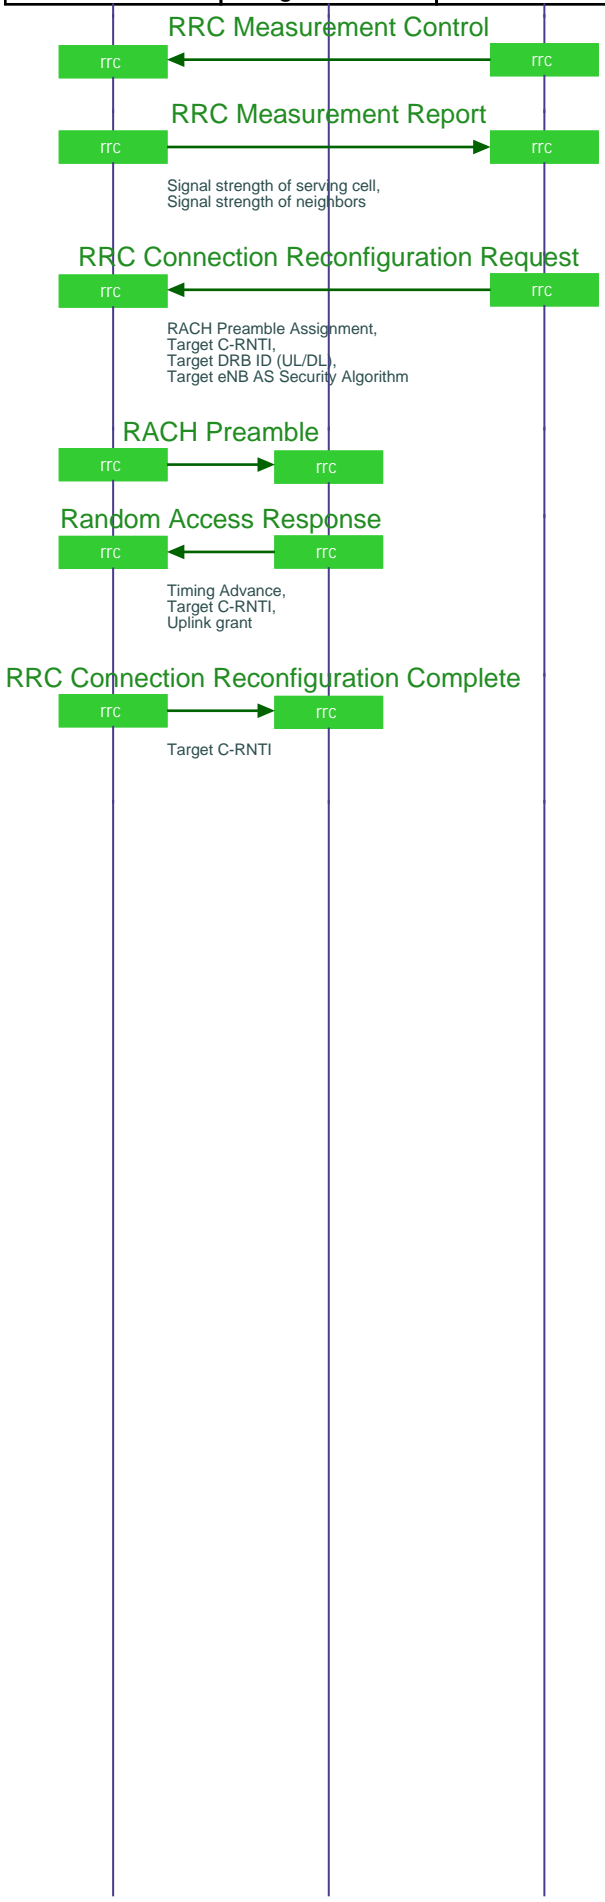 RRC Measurement Control
rrc
rrc
RRC Measurement Report
rrc
rrc
Signal strength of serving cell,
Signal strength of neighbors
RRC Connection Reconfiguration Request
rrc
rrc
RACH Preamble Assignment,
Target C-RNTI,
Target DRB ID (UL/DL),
Target eNB AS Security Algorithm
RACH Preamble
rrc
rrc
Random Access Response
rrc
rrc
Timing Advance,
Target C-RNTI,
Uplink grant
RRC Connection Reconfiguration Complete
rrc
rrc
Target C-RNTI